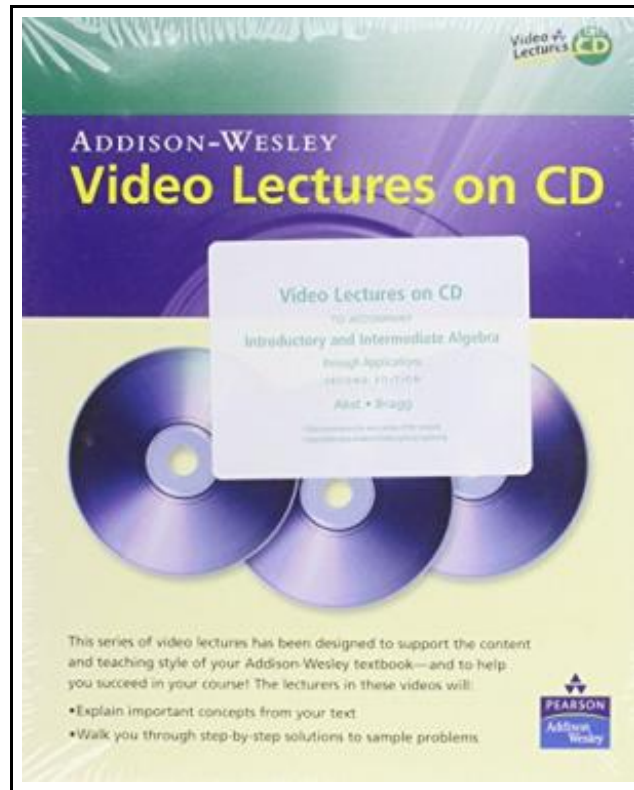 Video
Lectures CD
ADDISON-WESLEY
Video Lectures on CD
Video Lectures on CD
TO ACCOMPANY
Introductory and Intermediate Algebra
through Applications
SECOND EDITION
Akst • Bragg
This series of video lectures has been designed to support the content
and teaching style of your Addison-Wesley textbook—and to help
you succeed in your course! The lecturers in these videos will:
•Explain important concepts from your text
•Walk you through step-by-step solutions to sample problems
PEARSON
Addison
Wesley